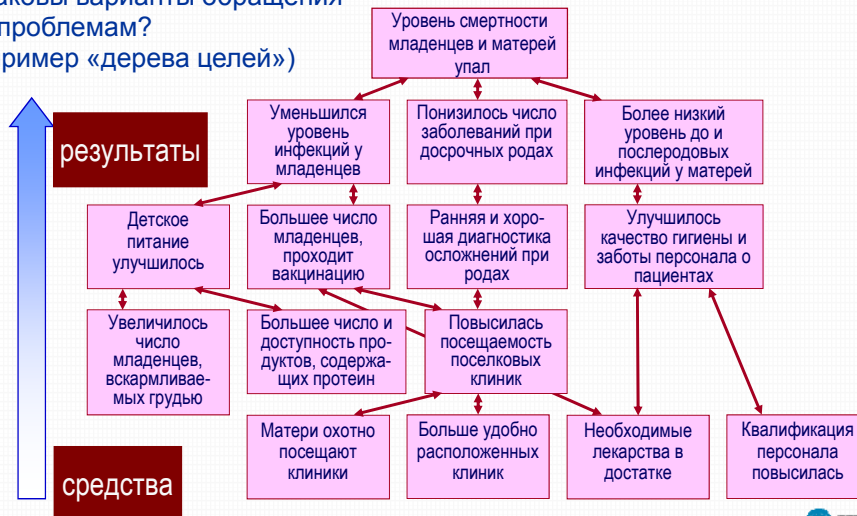 проблемам?
«дерева целей»)
Уровень смертности
младенцев и матерей
упал
результаты
Уменьшился
уровень
инфекций у
младенцев
Понизилось число
заболеваний при
досрочных родах
Более низкий
уровень до и
послеродовых
инфекций у матерей
Детское
питание
улучшилось
Большее число
младенцев,
проходит
вакцинацию
Ранняя и хоро-
шая диагностика
осложнений при
родах
Улучшилось
качество гигиены и
заботы персонала о
пациентах
Увеличилось
число
младенцев,
вскармливае-
мых грудью
Большее число и
доступность про-
дуктов, содержа-
щих протеин
Повысилась
посещаемость
поселковых
клиник
средства
Матери охотно
посещают
клиники
Больше удобно
расположенных
клиник
Необходимые
лекарства в
достатке
Квалификация
персонала
повысилась